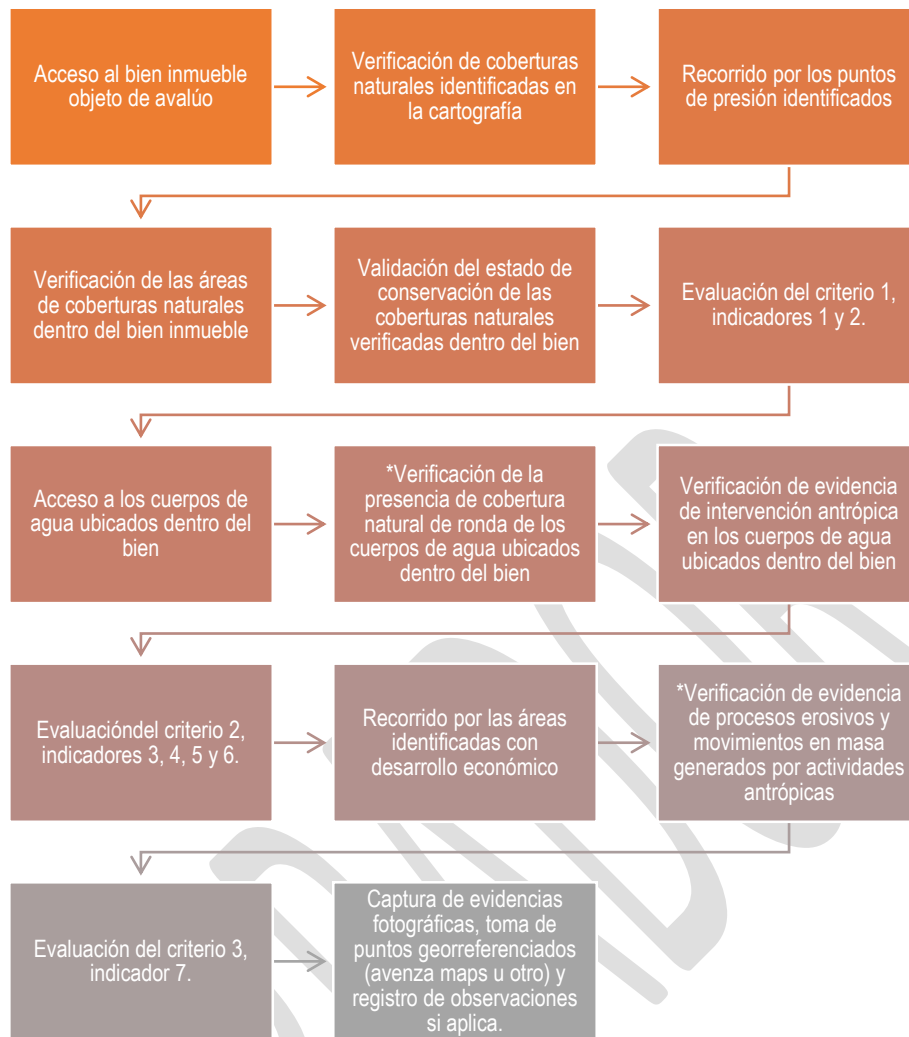 Acceso al bien inmueble
objeto de avalúo
Verificación de coberturas
naturales identificadas en
la cartografía
Recorrido por los puntos
de presión identificados
Verificación de las áreas
de coberturas naturales
dentro del bien inmueble
Validación del estado de
conservación de las
coberturas naturales
verificadas dentro del bien
Evaluación del criterio 1,
indicadores 1 y 2.
Acceso a los cuerpos de
agua ubicados dentro del
bien
*Verificación de la
presencia de cobertura
natural de ronda de los
cuerpos de agua ubicados
dentro del bien
Verificación de evidencia
de intervención antrópica
en los cuerpos de agua
ubicados dentro del bien
Evaluacióndel criterio 2,
indicadores 3, 4, 5 y 6.
Recorrido por las áreas
identificadas con
desarrollo económico
*Verificación de evidencia
de procesos erosivos y
movimientos en masa
generados por actividades
antrópicas
Evaluación del criterio 3,
indicador 7.
Captura de evidencias
fotográficas, toma de
puntos georreferenciados
(avenza maps u otro) y
registro de observaciones
si aplica.